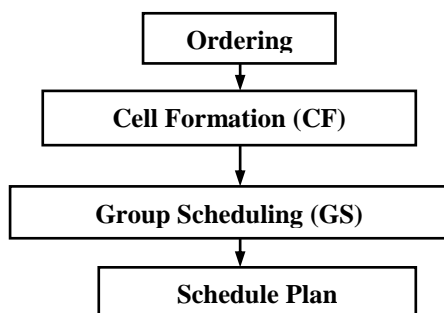 Ordering
Cell Formation (CF)
Group Scheduling (GS)
Schedule Plan